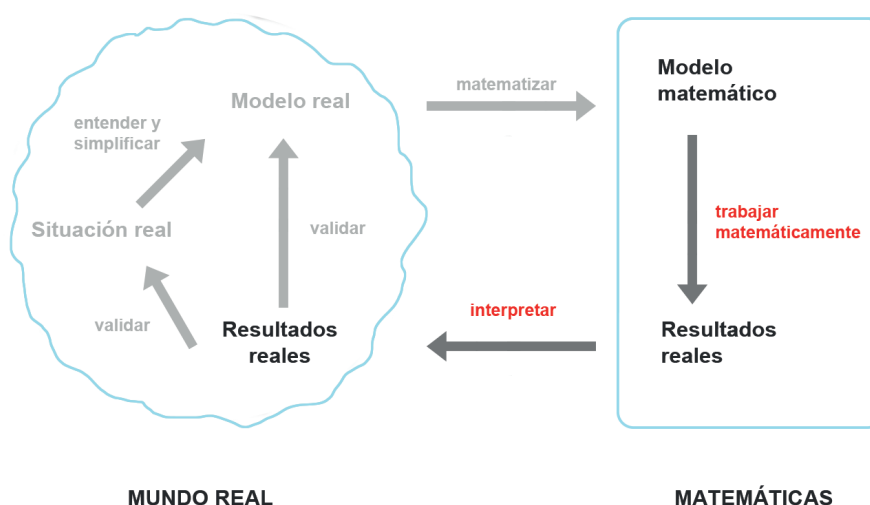 Modelo real
entender y
simplificar
Situación real
validar
validar
Resultados
reales
matematizar
interpretar
Modelo
matemático
trabajar
matemáticamente
Resultados
reales
MUNDO REAL
MATEMÁTICAS